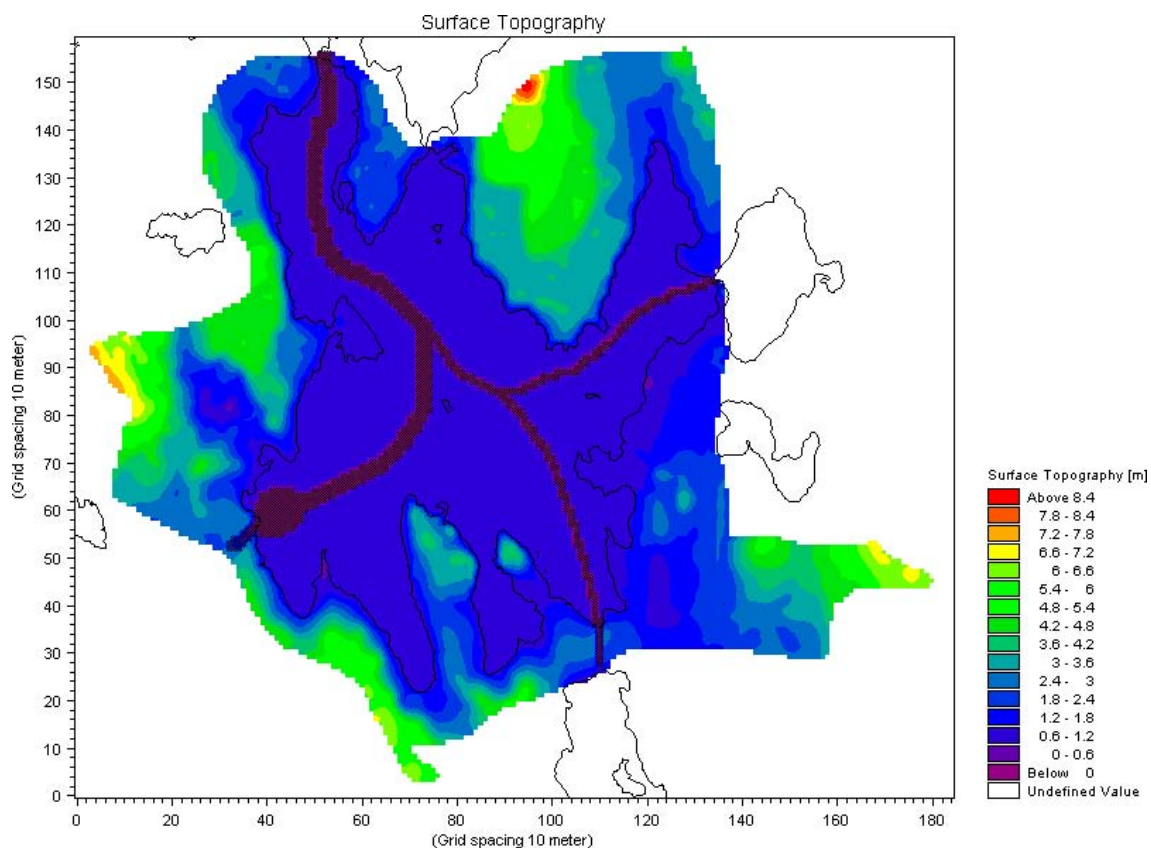 Surface Topography
150
140
130
120
110
100
90
80
70
60
50
40
30
20
10
0
(Grid spacing 10 meter)
0 20 40 60 80 100 120 140 160 180
(Grid spacing 10 meter)
Surface Topography [m]
Above 8.4
7.8 - 8.4
7.2 - 7.8
6.6 - 7.2
6 - 6.6
5.4 - 6
4.8 - 5.4
4.2 - 4.8
3.6 - 4.2
3 - 3.6
2.4 - 3
1.8 - 2.4
1.2 - 1.8
0.6 - 1.2
0 - 0.6
Below 0
Undefined Value